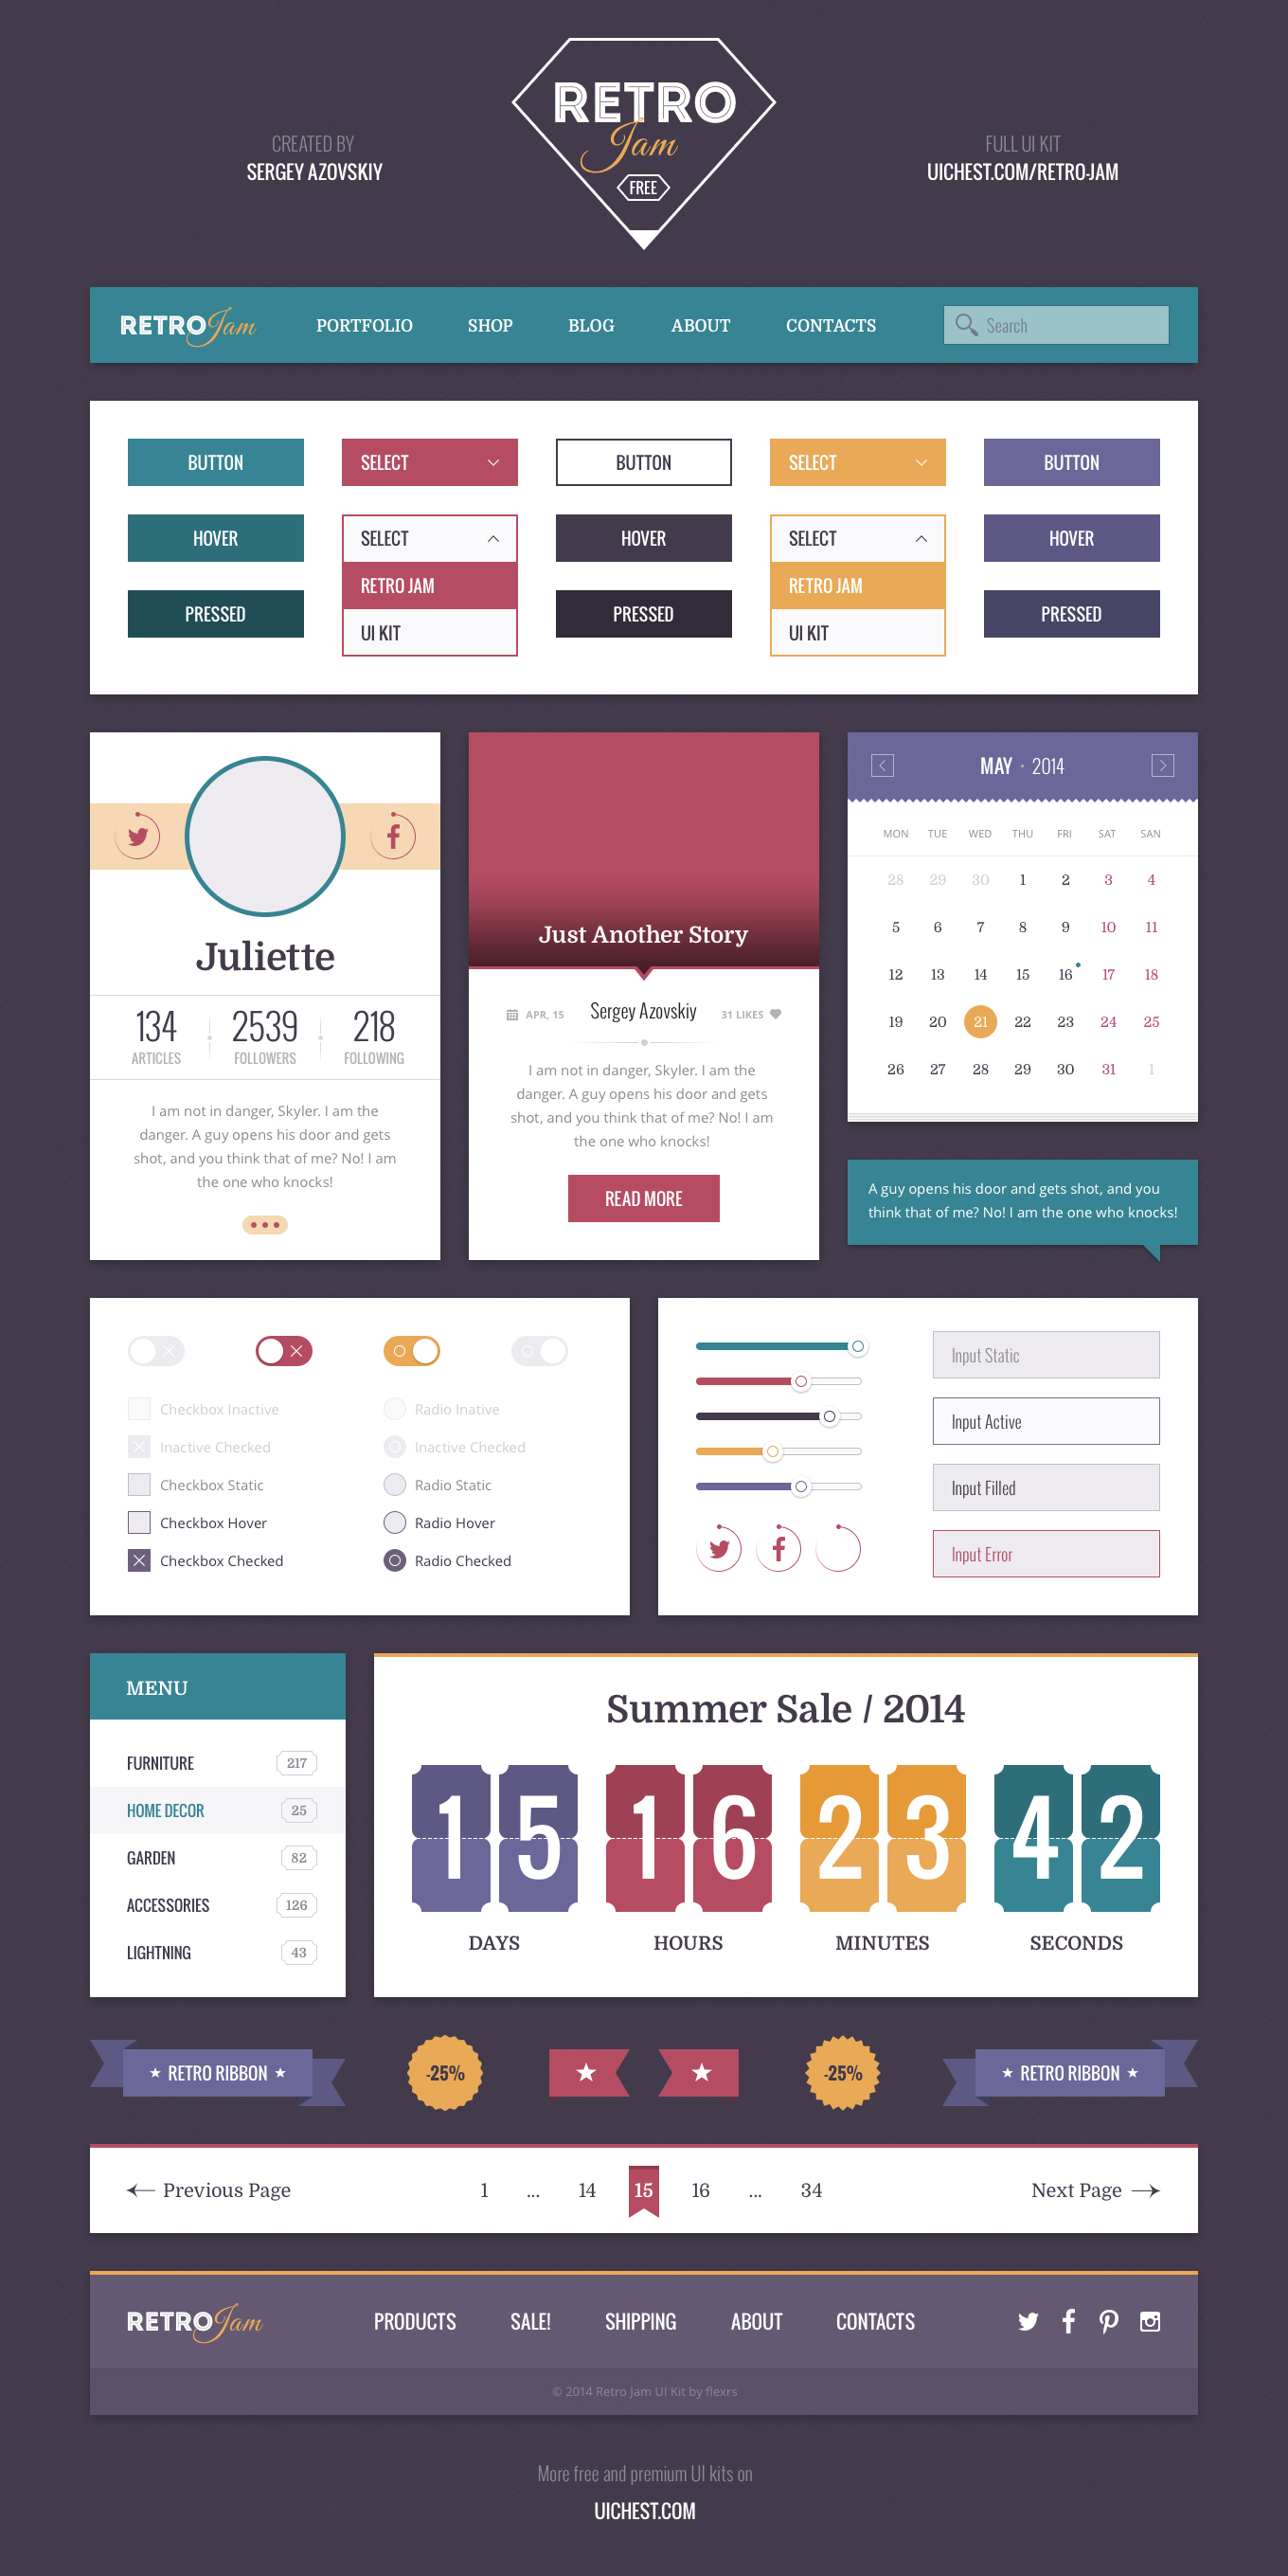 CREATED BY
SERGEY AZOVSKIY
RETRO
Jam
FREE
FULL UI KIT
UICHEST.COM/RETRO-JAM
RETRO Jam
PORTFOLIO
SHOP
BLOG
ABOUT
CONTACTS
Search
BUTTON
SELECT
BUTTON
SELECT
BUTTON
HOVER
SELECT
HOVER
SELECT
HOVER
RETRO JAM
RETRO JAM
PRESSED
PRESSED
PRESSED
UI KIT
UI KIT
Juliette
134
2539
218
ARTICLES
FOLLOWERS
FOLLOWING
I am not in danger, Skyler. I am the
danger. A guy opens his door and gets
shot, and you think that of me? No! I am
the one who knocks!
Just Another Story
APR, 15
Sergey Azovskiy
31 LIKES
I am not in danger, Skyler. I am the
danger. A guy opens his door and gets
shot, and you think that of me? No! I am
the one who knocks!
READ MORE
MAY · 2014
MON TUE WED THU FRI SAT SAN
28 29 30 1 2 3 4
5 6 7 8 9 10 11
12 13 14 15 16 17 18
19 20 21 22 23 24 25
26 27 28 29 30 31 1
A guy opens his door and gets shot, and you
think that of me? No! I am the one who knocks!
Checkbox Inactive
Radio Inative
Inactive Checked
Inactive Checked
Checkbox Static
Radio Static
Checkbox Hover
Radio Hover
Checkbox Checked
Radio Checked
Input Static
Input Active
Input Filled
Input Error
MENU
FURNITURE 217
HOME DECOR 25
GARDEN 82
ACCESSORIES 126
LIGHTNING 43
Summer Sale / 2014
15
16
23
42
DAYS
HOURS
MINUTES
SECONDS
RETRO RIBBON
-25%
-25%
RETRO RIBBON
Previous Page
1 ... 14 15 16 ... 34
Next Page
RETRO Jam
PRODUCTS
SALE!
SHIPPING
ABOUT
CONTACTS
© 2014 Retro Jam UI Kit by flexrs
More free and premium UI kits on
UICHEST.COM